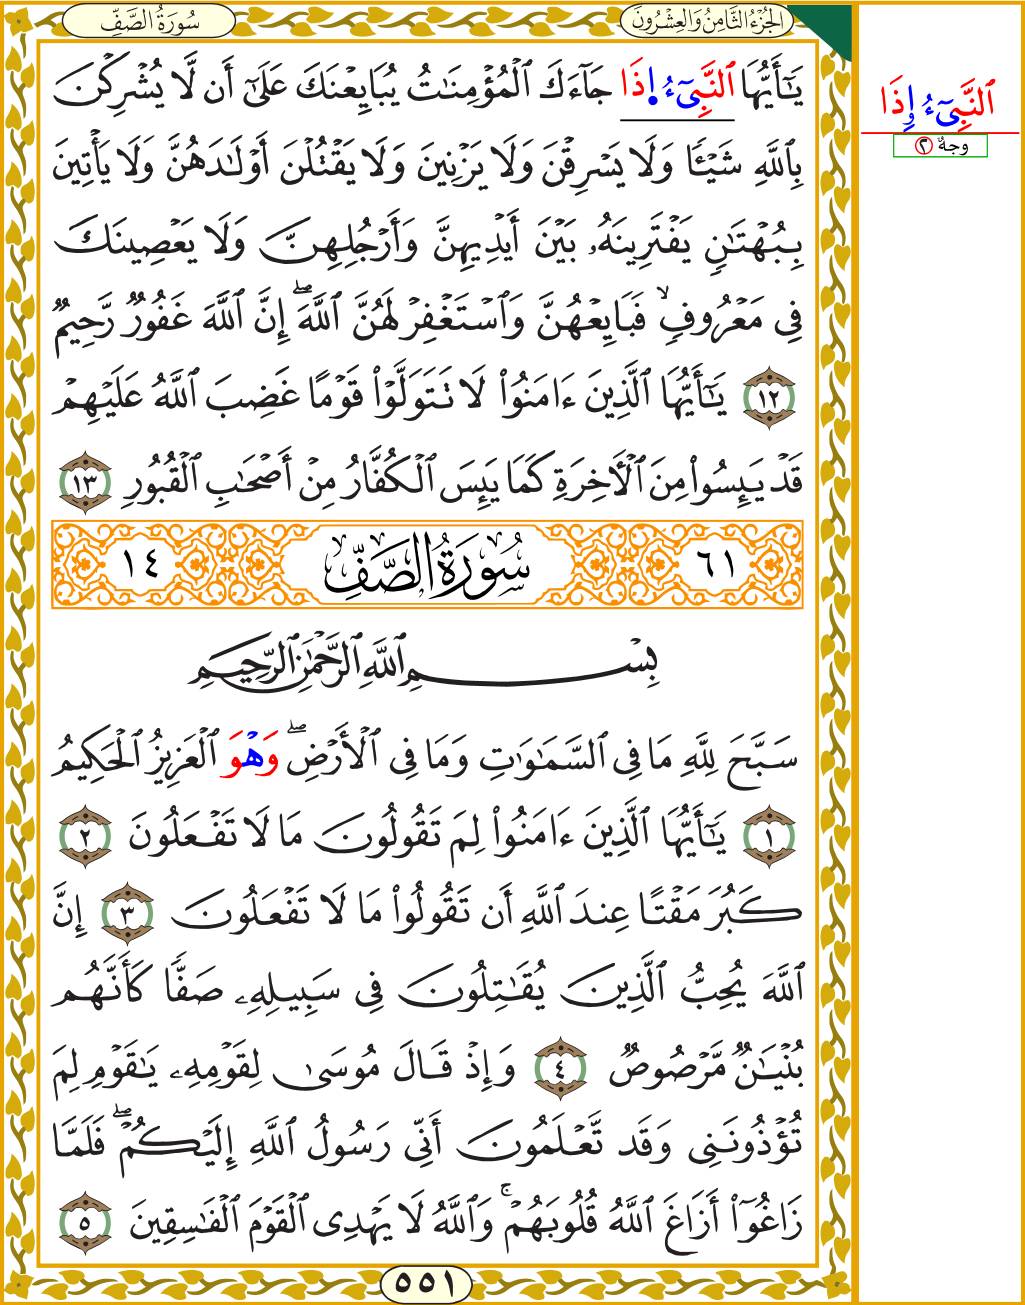 سُورَةُ الصَّفِّ
الجُزْءُ الثَّامِنُ وَالعِشْرُونَ
يَـٰٓأَيُّهَا ٱلنَّبِىٓءُ إِذَا جَآءَكَ ٱلْمُؤْمِنَـٰتُ يُبَايِعْنَكَ عَلَىٰٓ أَن لَّا يُشْرِكْنَ
بِٱللَّهِ شَيْـًٔا وَلَا يَسْرِقْنَ وَلَا يَزْنِينَ وَلَا يَقْتُلْنَ أَوْلَـٰدَهُنَّ وَلَا يَأْتِينَ
بِبُهْتَـٰنٍ يَفْتَرِينَهُۥ بَيْنَ أَيْدِيهِنَّ وَأَرْجُلِهِنَّ وَلَا يَعْصِينَكَ
فِى مَعْرُوفٍ ۙ فَبَايِعْهُنَّ وَٱسْتَغْفِرْ لَهُنَّ ٱللَّهَ ۖ إِنَّ ٱللَّهَ غَفُورٌ رَّحِيمٌ
١٢ يَـٰٓأَيُّهَا ٱلَّذِينَ ءَامَنُوا۟ لَا تَتَوَلَّوْا۟ قَوْمًا غَضِبَ ٱللَّهُ عَلَيْهِمْ
قَدْ يَئِسُوا۟ مِنَ ٱلْـَٔاخِرَةِ كَمَا يَئِسَ ٱلْكُفَّارُ مِنْ أَصْحَـٰبِ ٱلْقُبُورِ ١٣
٦١ سُورَةُ الصَّفِّ ١٤
بِسْمِ ٱللَّهِ ٱلرَّحْمَـٰنِ ٱلرَّحِيمِ
سَبَّحَ لِلَّهِ مَا فِى ٱلسَّمَـٰوَٰتِ وَمَا فِى ٱلْأَرْضِ ۖ وَهْوَ ٱلْعَزِيزُ ٱلْحَكِيمُ
١ يَـٰٓأَيُّهَا ٱلَّذِينَ ءَامَنُوا۟ لِمَ تَقُولُونَ مَا لَا تَفْعَلُونَ ٢
كَبُرَ مَقْتًا عِندَ ٱللَّهِ أَن تَقُولُوا۟ مَا لَا تَفْعَلُونَ ٣ إِنَّ
ٱللَّهَ يُحِبُّ ٱلَّذِينَ يُقَـٰتِلُونَ فِى سَبِيلِهِۦ صَفًّا كَأَنَّهُم
بُنْيَـٰنٌ مَّرْصُوصٌ ٤ وَإِذْ قَالَ مُوسَىٰ لِقَوْمِهِۦ يَـٰقَوْمِ لِمَ
تُؤْذُونَنِى وَقَد تَّعْلَمُونَ أَنِّى رَسُولُ ٱللَّهِ إِلَيْكُمْ ۖ فَلَمَّا
زَاغُوٓا۟ أَزَاغَ ٱللَّهُ قُلُوبَهُمْ ۚ وَٱللَّهُ لَا يَهْدِى ٱلْقَوْمَ ٱلْفَـٰسِقِينَ ٥
٥٥١
ٱلنَّبِىٓءُ إِذَا
وجهٌ ٢